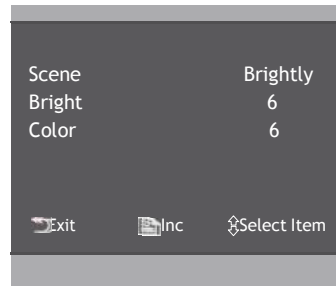 Scene Brightly
Bright 6
Color 6
Exit Inc Select Item